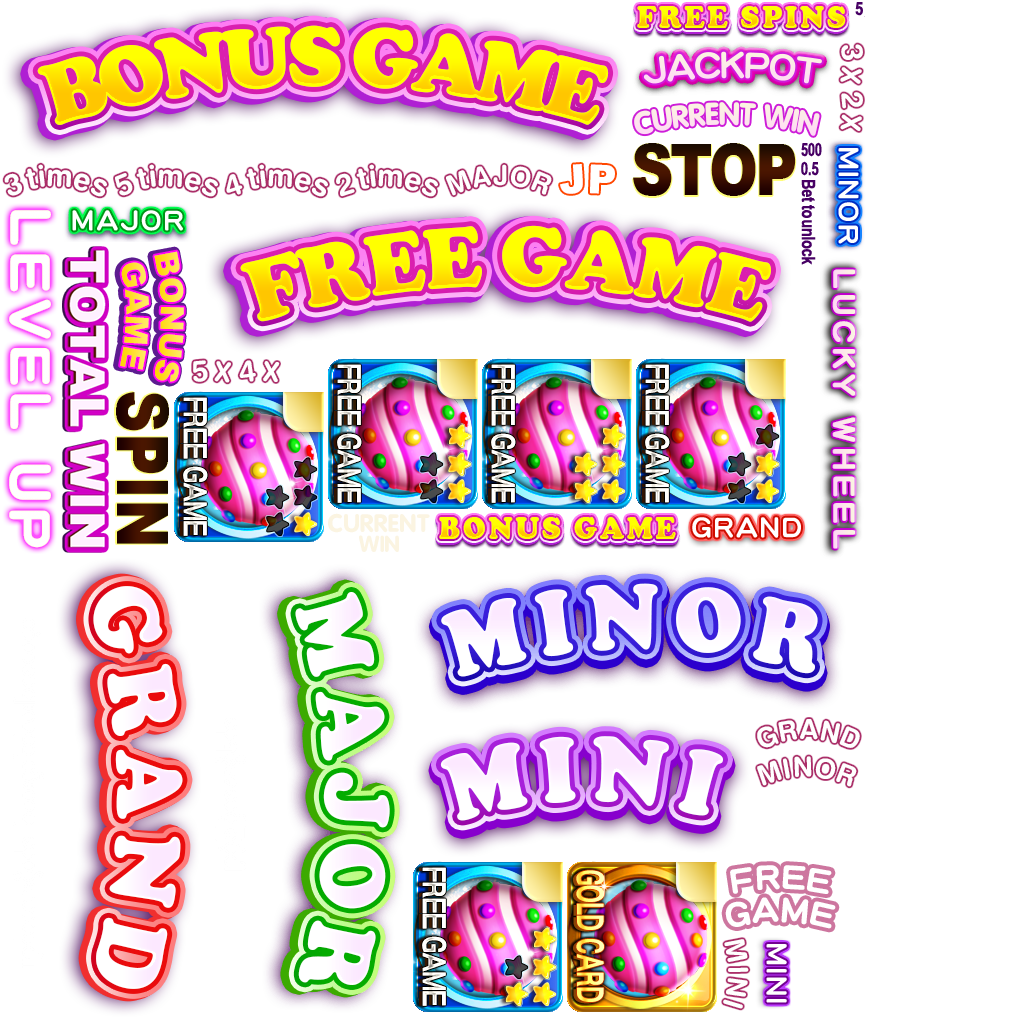 BONUS GAME
FREE SPINS
5
JACKPOT
3 X 2 X
CURRENT WIN
STOP
500
0.5 Bet to unlock
MINOR
3 times 5 times 4 times 2 times MAJOR JP
LEVEL UP
MAJOR
TOTAL WIN
BONUS
GAME
FREE GAME
LUCKY WHEEL
5 X 4 X
SPIN
FREE GAME
FREE GAME
FREE GAME
FREE GAME
CURRENT
WIN
BONUS GAME
GRAND
GRAND
MAJOR
MINOR
GRAND
MINOR
MINI
FREE GAME
GOLD CARD
FREE
GAME
MINI
MINI